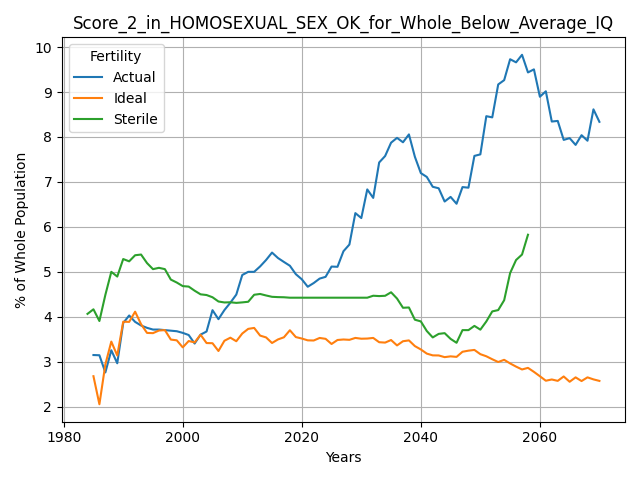 Score_2_in_HOMOSEXUAL_SEX_OK_for_Whole_Below_Average_IQ
Fertility
Actual
Ideal
Sterile
% of Whole Population
10
9
8
7
6
5
4
3
2
1980
2000
2020
2040
2060
Years